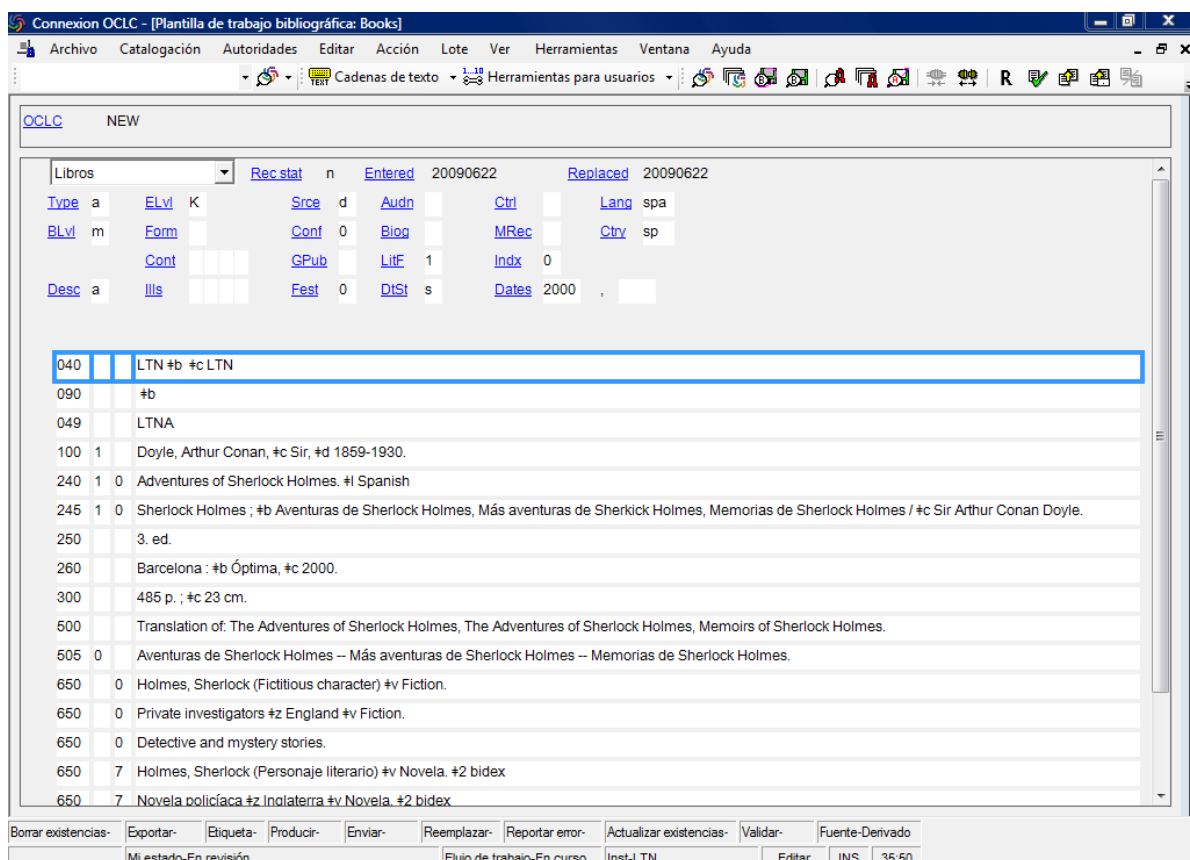 Connexion OCLC - [Plantilla de trabajo bibliográfica: Books]
Archivo Catalogación Autoridades Editar Acción Lote Ver Herramientas Ventana Ayuda
TEXT Cadenas de texto Herramientas para usuarios R
OCLC NEW
Libros Rec stat n Entered 20090622 Replaced 20090622
Type a ELvl K Srce d Audn Ctrl Lang spa
BLvl m Form Conf 0 Biog MRec Ctry sp
Cont GPub LitF 1 Indx 0
Desc a Ills Fest 0 DtSt s Dates 2000 ,
040 LTN ǂb ǂc LTN
090 ǂb
049 LTNA
100 1 Doyle, Arthur Conan, ǂc Sir, ǂd 1859-1930.
240 1 0 Adventures of Sherlock Holmes. ǂl Spanish
245 1 0 Sherlock Holmes ; ǂb Aventuras de Sherlock Holmes, Más aventuras de Sherkick Holmes, Memorias de Sherlock Holmes / ǂc Sir Arthur Conan Doyle.
250 3. ed.
260 Barcelona : ǂb Óptima, ǂc 2000.
300 485 p. ; ǂc 23 cm.
500 Translation of: The Adventures of Sherlock Holmes, The Adventures of Sherlock Holmes, Memoirs of Sherlock Holmes.
505 0 Aventuras de Sherlock Holmes -- Más aventuras de Sherlock Holmes -- Memorias de Sherlock Holmes.
650 0 Holmes, Sherlock (Fictitious character) ǂv Fiction.
650 0 Private investigators ǂz England ǂv Fiction.
650 0 Detective and mystery stories.
650 7 Holmes, Sherlock (Personaje literario) ǂv Novela. ǂ2 bidex
650 7 Novela policíaca ǂz Inglaterra ǂv Novela. ǂ2 bidex
Borrar existencias- Exportar- Etiqueta- Producir- Enviar- Reemplazar- Reportar error- Actualizar existencias- Validar- Fuente-Derivado
Mi estado-En revisión Flujo de trabajo-En curso Inst-LTN Editar INS 35:50